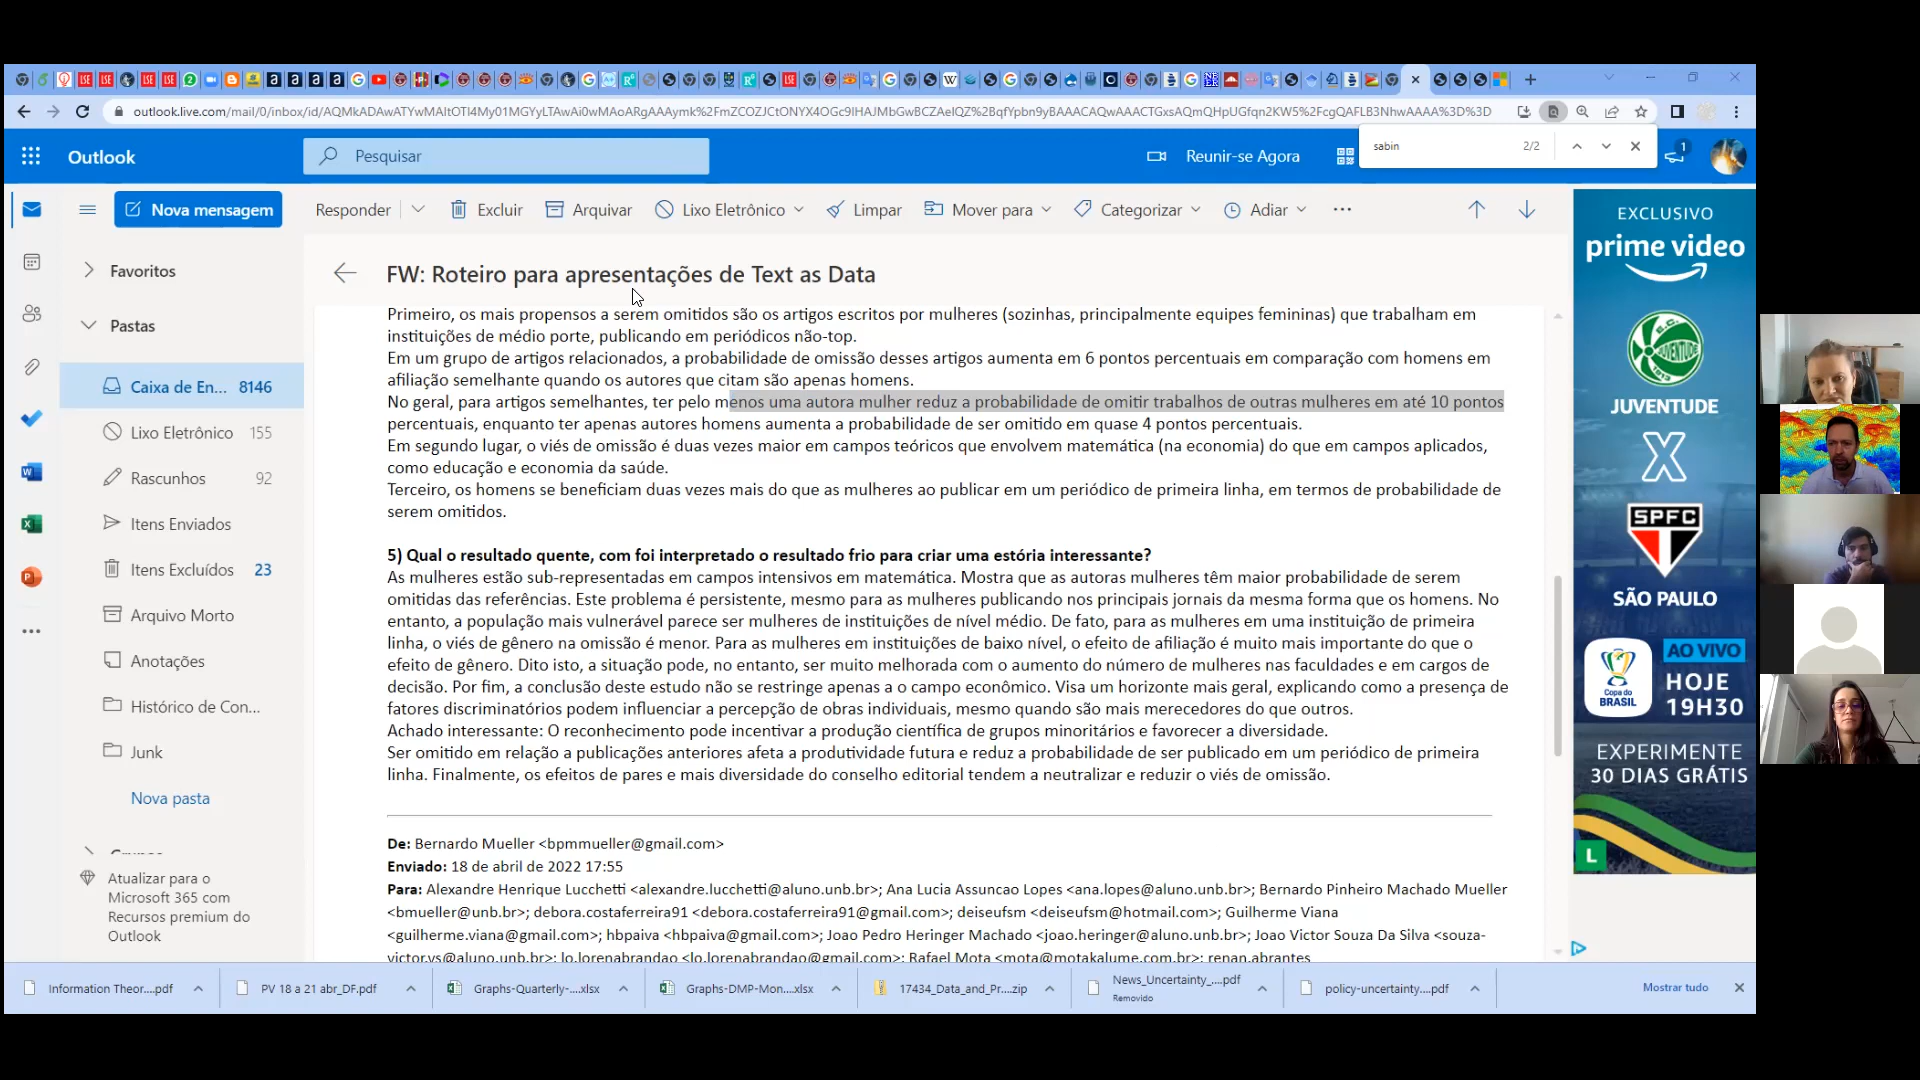 outlook.live.com/mail/0/inbox/id/AQMkADAwATYwMAItOTI4My01MGYyLTAwAi0wMAoARgAAAymk%2FmZCOZJCtONYX4OGc9IHAJMbGwBCZAeIQZ%2BqfYpbn9yBAAACAQwAAACTGxsAQmQHpUGfqn2KW5%2FcgQAFLB3NhwAAAA%3D%3D
sabin 2/2
Outlook
Pesquisar
Reunir-se Agora
1
Nova mensagem
Responder Excluir Arquivar Lixo Eletrônico Limpar Mover para Categorizar Adiar
Favoritos
Pastas
Caixa de En... 8146
Lixo Eletrônico 155
Rascunhos 92
Itens Enviados
Itens Excluídos 23
Arquivo Morto
Anotações
Histórico de Con...
Junk
Nova pasta
Atualizar para o
Microsoft 365 com
Recursos premium do
Outlook
FW: Roteiro para apresentações de Text as Data
Primeiro, os mais propensos a serem omitidos são os artigos escritos por mulheres (sozinhas, principalmente equipes femininas) que trabalham em
instituições de médio porte, publicando em periódicos não-top.
Em um grupo de artigos relacionados, a probabilidade de omissão desses artigos aumenta em 6 pontos percentuais em comparação com homens em
afiliação semelhante quando os autores que citam são apenas homens.
No geral, para artigos semelhantes, ter pelo menos uma autora mulher reduz a probabilidade de omitir trabalhos de outras mulheres em até 10 pontos
percentuais, enquanto ter apenas autores homens aumenta a probabilidade de ser omitido em quase 4 pontos percentuais.
Em segundo lugar, o viés de omissão é duas vezes maior em campos teóricos que envolvem matemática (na economia) do que em campos aplicados,
como educação e economia da saúde.
Terceiro, os homens se beneficiam duas vezes mais do que as mulheres ao publicar em um periódico de primeira linha, em termos de probabilidade de
serem omitidos.
5) Qual o resultado quente, com foi interpretado o resultado frio para criar uma estória interessante?
As mulheres estão sub-representadas em campos intensivos em matemática. Mostra que as autoras mulheres têm maior probabilidade de serem
omitidas das referências. Este problema é persistente, mesmo para as mulheres publicando nos principais jornais da mesma forma que os homens. No
entanto, a população mais vulnerável parece ser mulheres de instituições de nível médio. De fato, para as mulheres em uma instituição de primeira
linha, o viés de gênero na omissão é menor. Para as mulheres em instituições de baixo nível, o efeito de afiliação é muito mais importante do que o
efeito de gênero. Dito isto, a situação pode, no entanto, ser muito melhorada com o aumento do número de mulheres nas faculdades e em cargos de
decisão. Por fim, a conclusão deste estudo não se restringe apenas a o campo econômico. Visa um horizonte mais geral, explicando como a presença de
fatores discriminatórios podem influenciar a percepção de obras individuais, mesmo quando são mais merecedores do que outros.
Achado interessante: O reconhecimento pode incentivar a produção científica de grupos minoritários e favorecer a diversidade.
Ser omitido em relação a publicações anteriores afeta a produtividade futura e reduz a probabilidade de ser publicado em um periódico de primeira
linha. Finalmente, os efeitos de pares e mais diversidade do conselho editorial tendem a neutralizar e reduzir o viés de omissão.
De: Bernardo Mueller <bpmmueller@gmail.com>
Enviado: 18 de abril de 2022 17:55
Para: Alexandre Henrique Lucchetti <alexandre.lucchetti@aluno.unb.br>; Ana Lucia Assuncao Lopes <ana.lopes@aluno.unb.br>; Bernardo Pinheiro Machado Mueller
<bmueller@unb.br>; debora.costaferreira91 <debora.costaferreira91@gmail.com>; deiseufsm <deiseufsm@hotmail.com>; Guilherme Viana
<guilherme.viana@gmail.com>; hbpaiva <hbpaiva@gmail.com>; Joao Pedro Heringer Machado <joao.heringer@aluno.unb.br>; Joao Victor Souza Da Silva <souza-
victor.vs@aluno.unb.br>; lo.lorenabrandao <lo.lorenabrandao@gmail.com>; Rafael Mota <mota@motakalume.com.br>; renan.abrantes
EXCLUSIVO
prime video
E.C. JUVENTUDE
JUVENTUDE
X
SPFC
SÃO PAULO
Copa do
BRASIL
AO VIVO
HOJE
19H30
EXPERIMENTE
30 DIAS GRÁTIS
L
Information Theor....pdf
PV 18 a 21 abr_DF.pdf
Graphs-Quarterly-....xlsx
Graphs-DMP-Mon....xlsx
17434_Data_and_Pr....zip
News_Uncertainty_....pdf
Removido
policy-uncertainty....pdf
Mostrar tudo